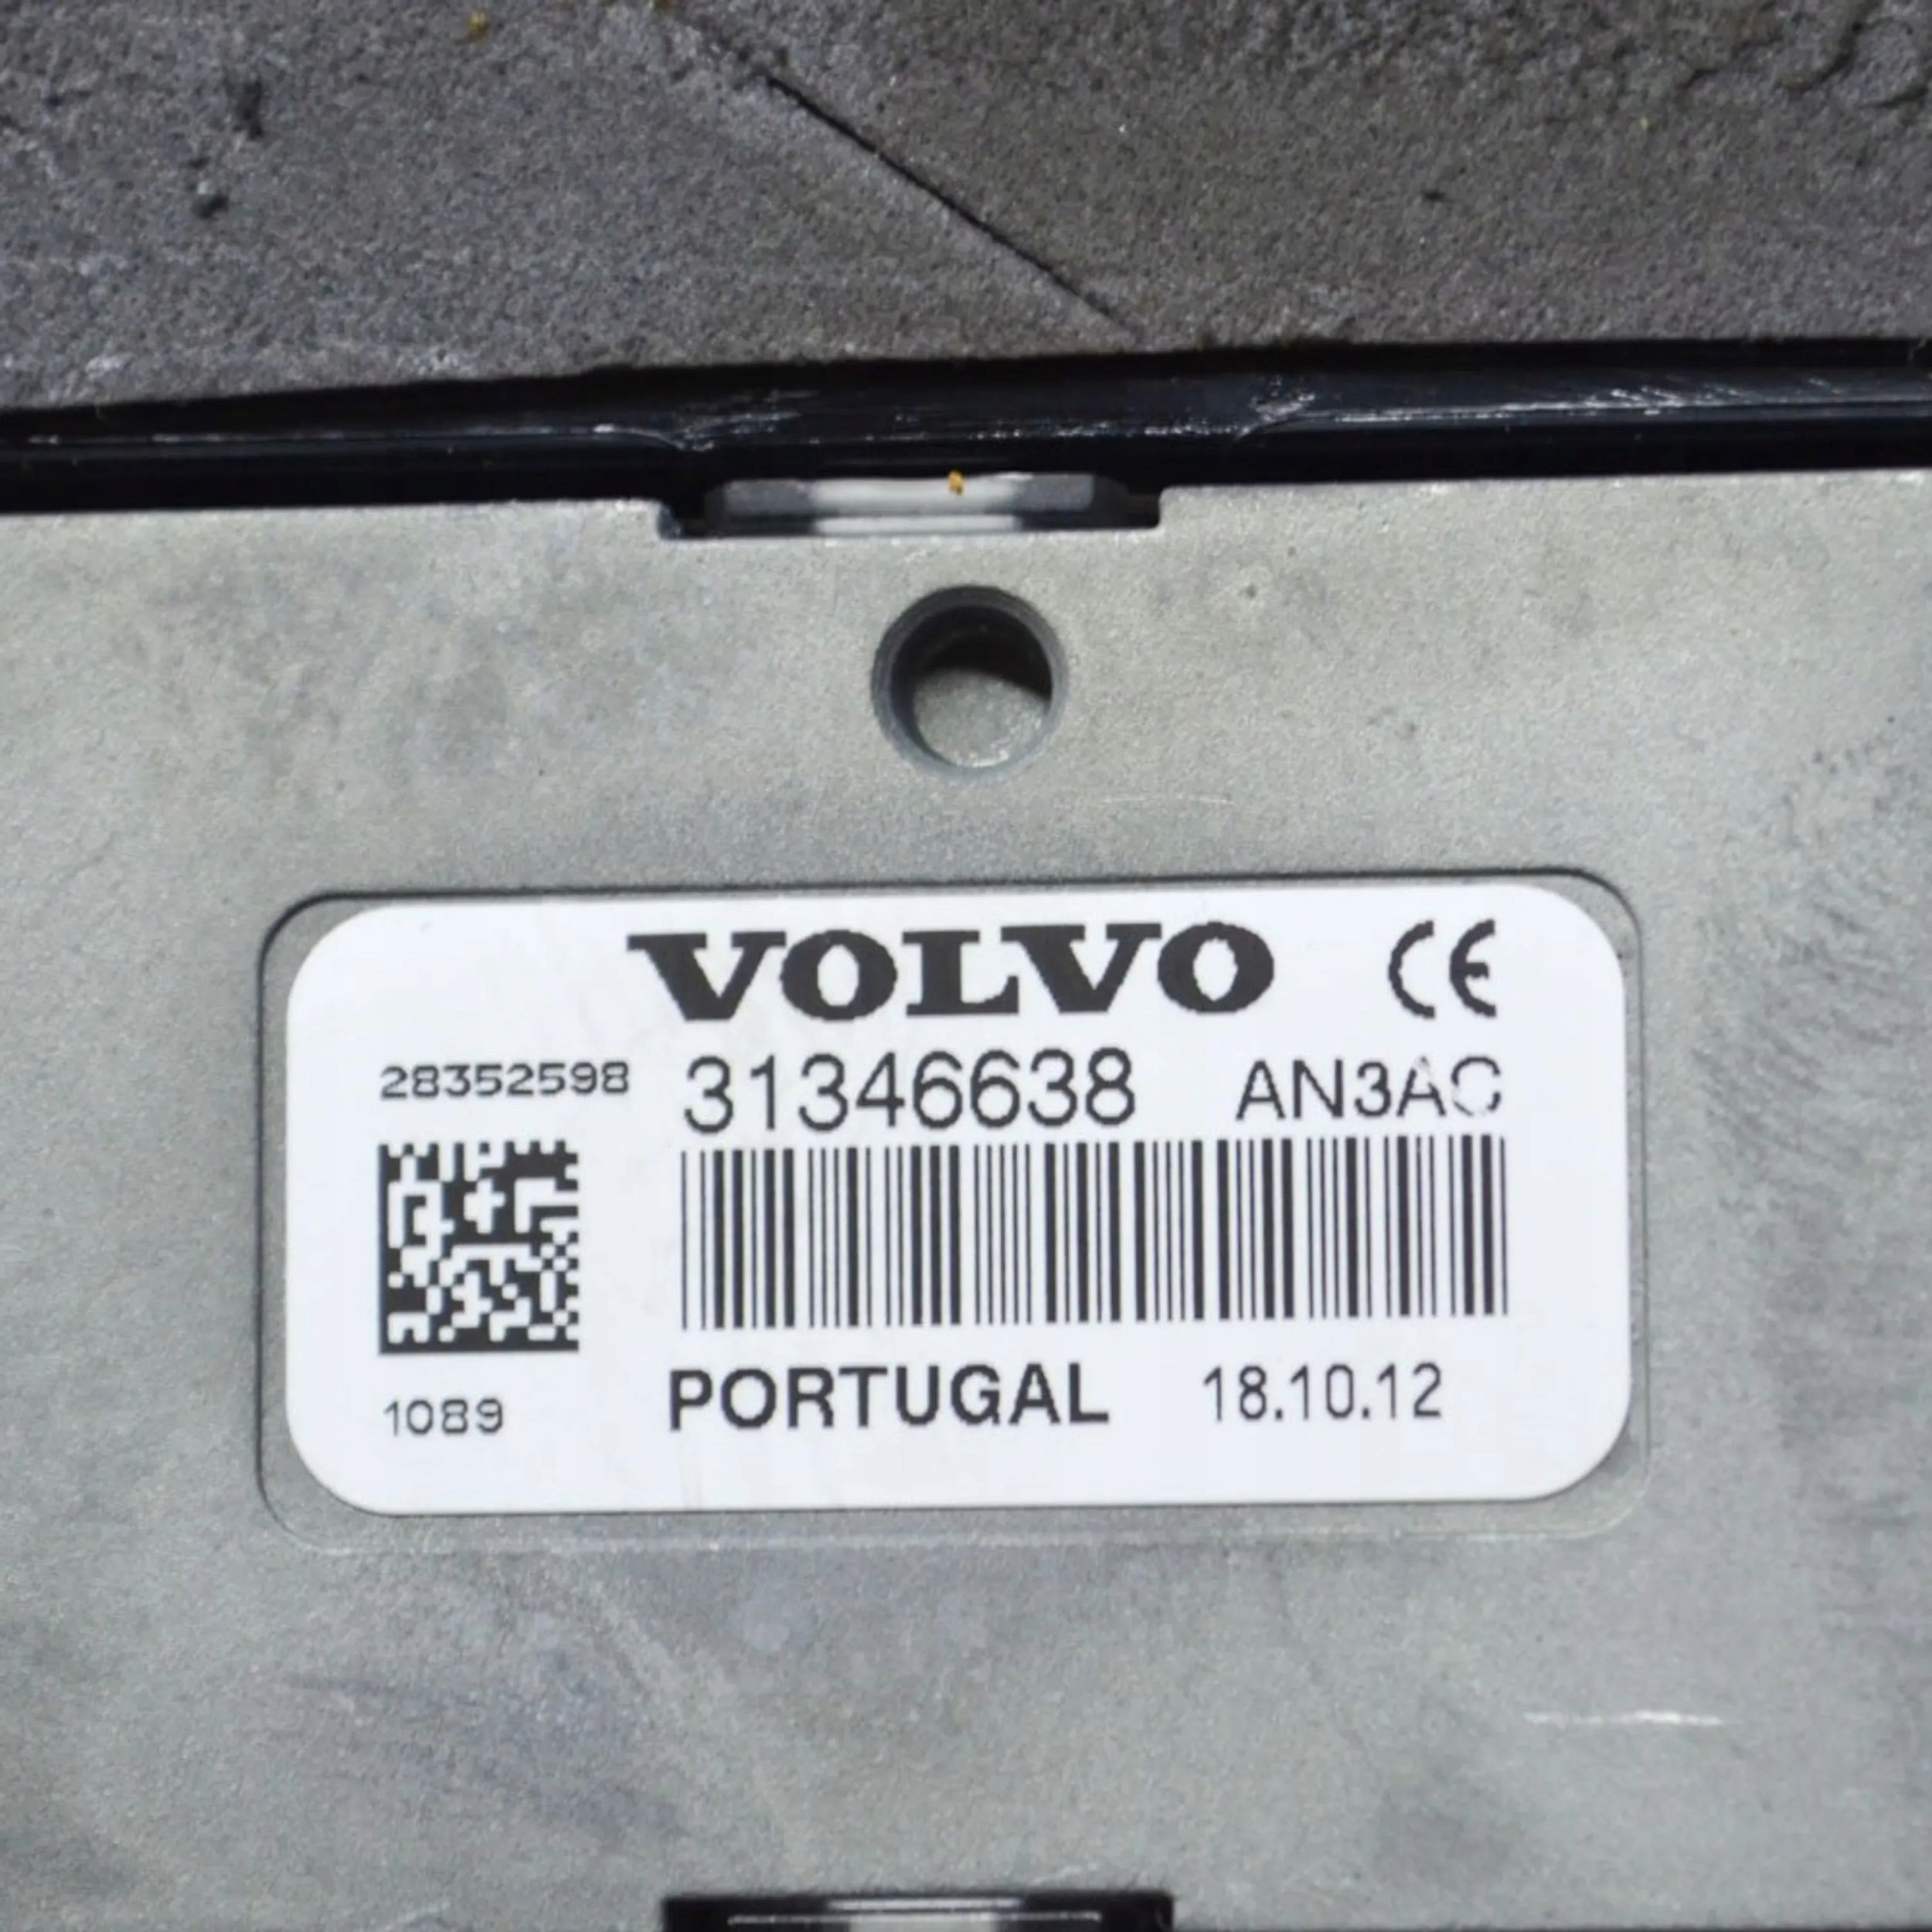 VOLVO CE
28352598 31346638 AN3AC
1089 PORTUGAL 18.10.12